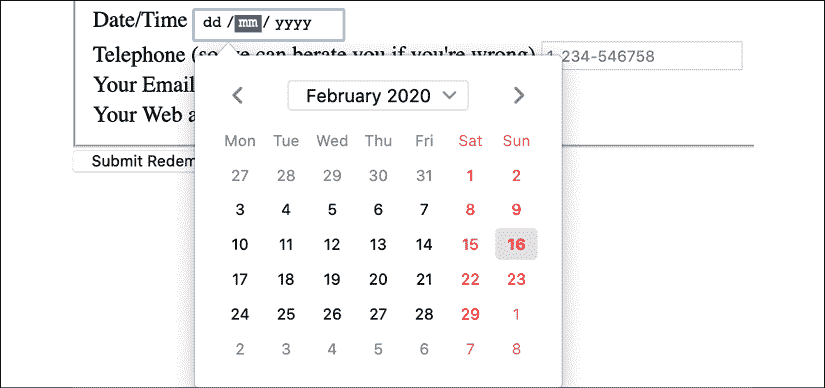 Date/Time dd / mm / yyyy
Telephone (so we can berate you if you're wrong) 1-234-546758
Your Email
Your Web a
Submit Redem
February 2020
Mon Tue Wed Thu Fri Sat Sun
27 28 29 30 31 1 2
3 4 5 6 7 8 9
10 11 12 13 14 15 16
17 18 19 20 21 22 23
24 25 26 27 28 29 1
2 3 4 5 6 7 8